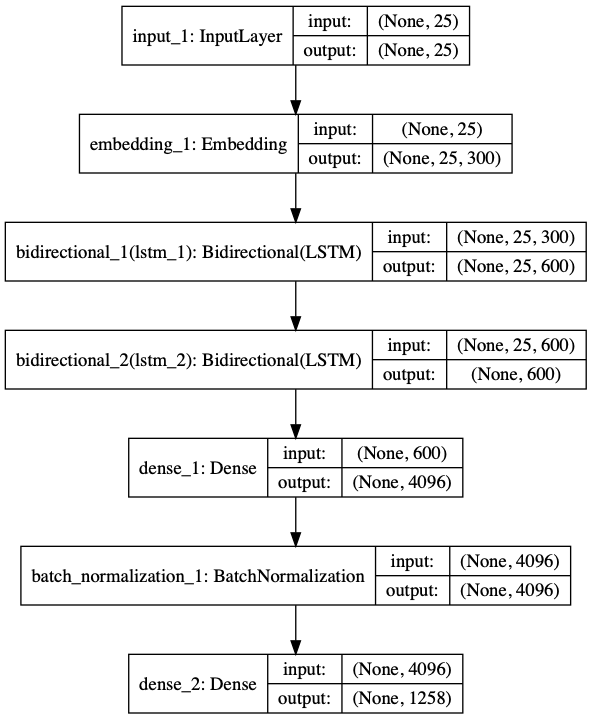 input_1: InputLayer
input: (None, 25)
output: (None, 25)
embedding_1: Embedding
input: (None, 25)
output: (None, 25, 300)
bidirectional_1(lstm_1): Bidirectional(LSTM)
input: (None, 25, 300)
output: (None, 25, 600)
bidirectional_2(lstm_2): Bidirectional(LSTM)
input: (None, 25, 600)
output: (None, 600)
dense_1: Dense
input: (None, 600)
output: (None, 4096)
batch_normalization_1: BatchNormalization
input: (None, 4096)
output: (None, 4096)
dense_2: Dense
input: (None, 4096)
output: (None, 1258)